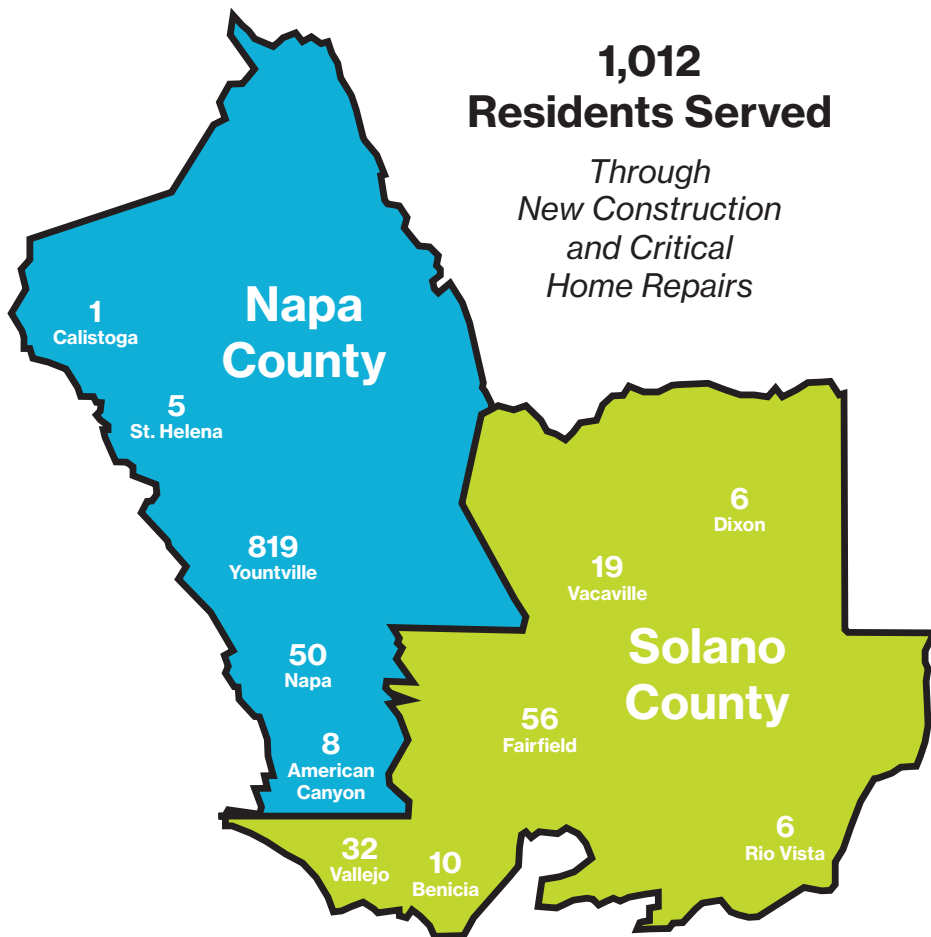 1,012
Residents Served
Through
New Construction
and Critical
Home Repairs
Napa
County
1
Calistoga
5
St. Helena
819
Yountville
50
Napa
8
American
Canyon
6
Dixon
19
Vacaville
Solano
County
56
Fairfield
6
Rio Vista
32
Vallejo
10
Benicia